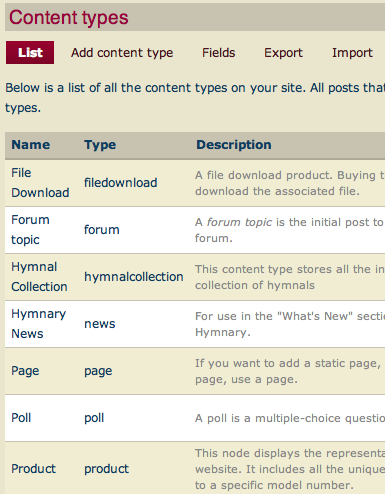 Content types
List Add content type Fields Export Import
Below is a list of all the content types on your site. All posts that
types.
Name Type Description
File Download filedownload A file download product. Buying t
download the associated file.
Forum topic forum A forum topic is the initial post to
forum.
Hymnal Collection hymnalcollection This content type stores all the in
collection of hymnals
Hymnary News news For use in the "What's New" secti
Hymnary.
Page page If you want to add a static page,
page, use a page.
Poll poll A poll is a multiple-choice questio
Product product This node displays the representa
website. It includes all the unique
to a specific model number.